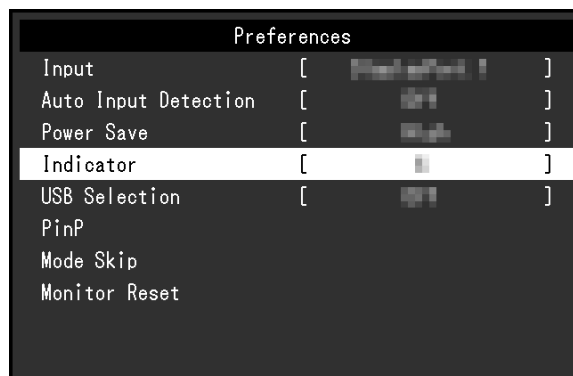 Preferences
Input [ ]
Auto Input Detection [ ]
Power Save [ ]
Indicator [ ]
USB Selection [ ]
PinP
Mode Skip
Monitor Reset